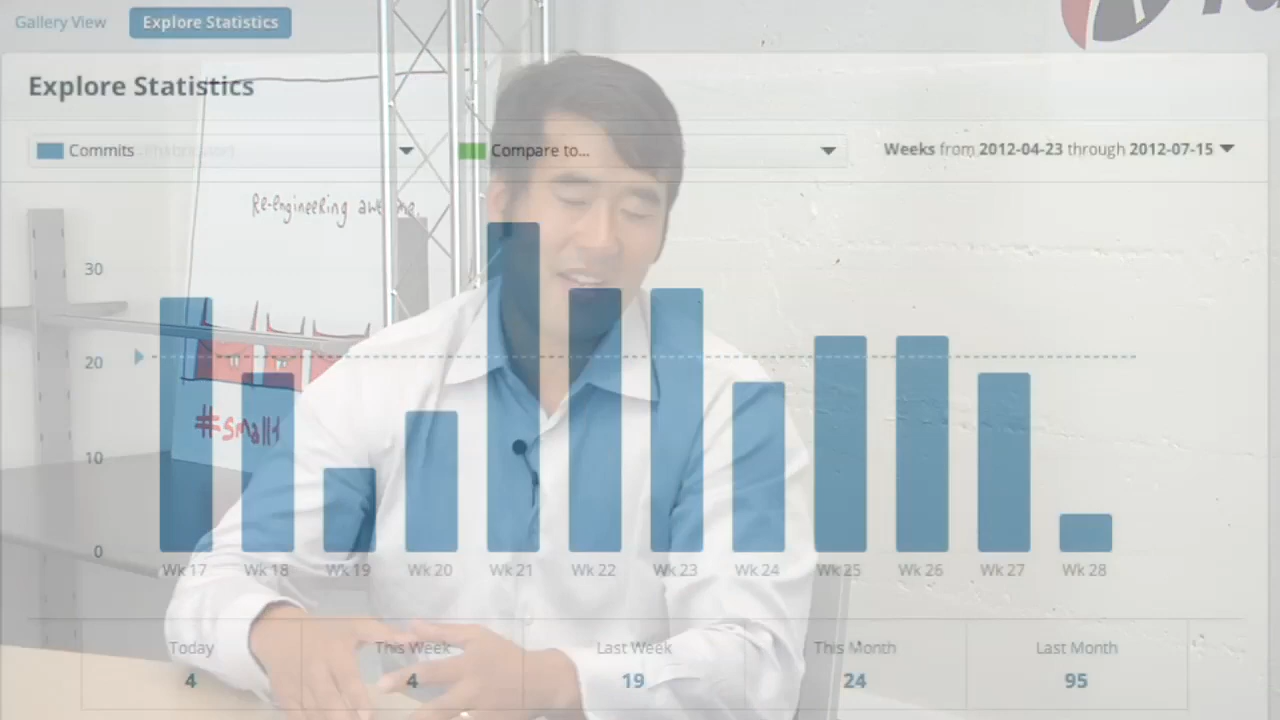 Gallery View
Explore Statistics
Explore Statistics
Commits
Compare to...
Weeks from 2012-04-23 through 2012-07-15
Re-engineering
30
20
#small
10
0
Wk 17
Wk 18
Wk 19
Wk 20
Wk 21
Wk 22
Wk 23
Wk 24
Wk 25
Wk 26
Wk 27
Wk 28
Today
This Week
Last Week
This Month
Last Month
4
4
19
24
95